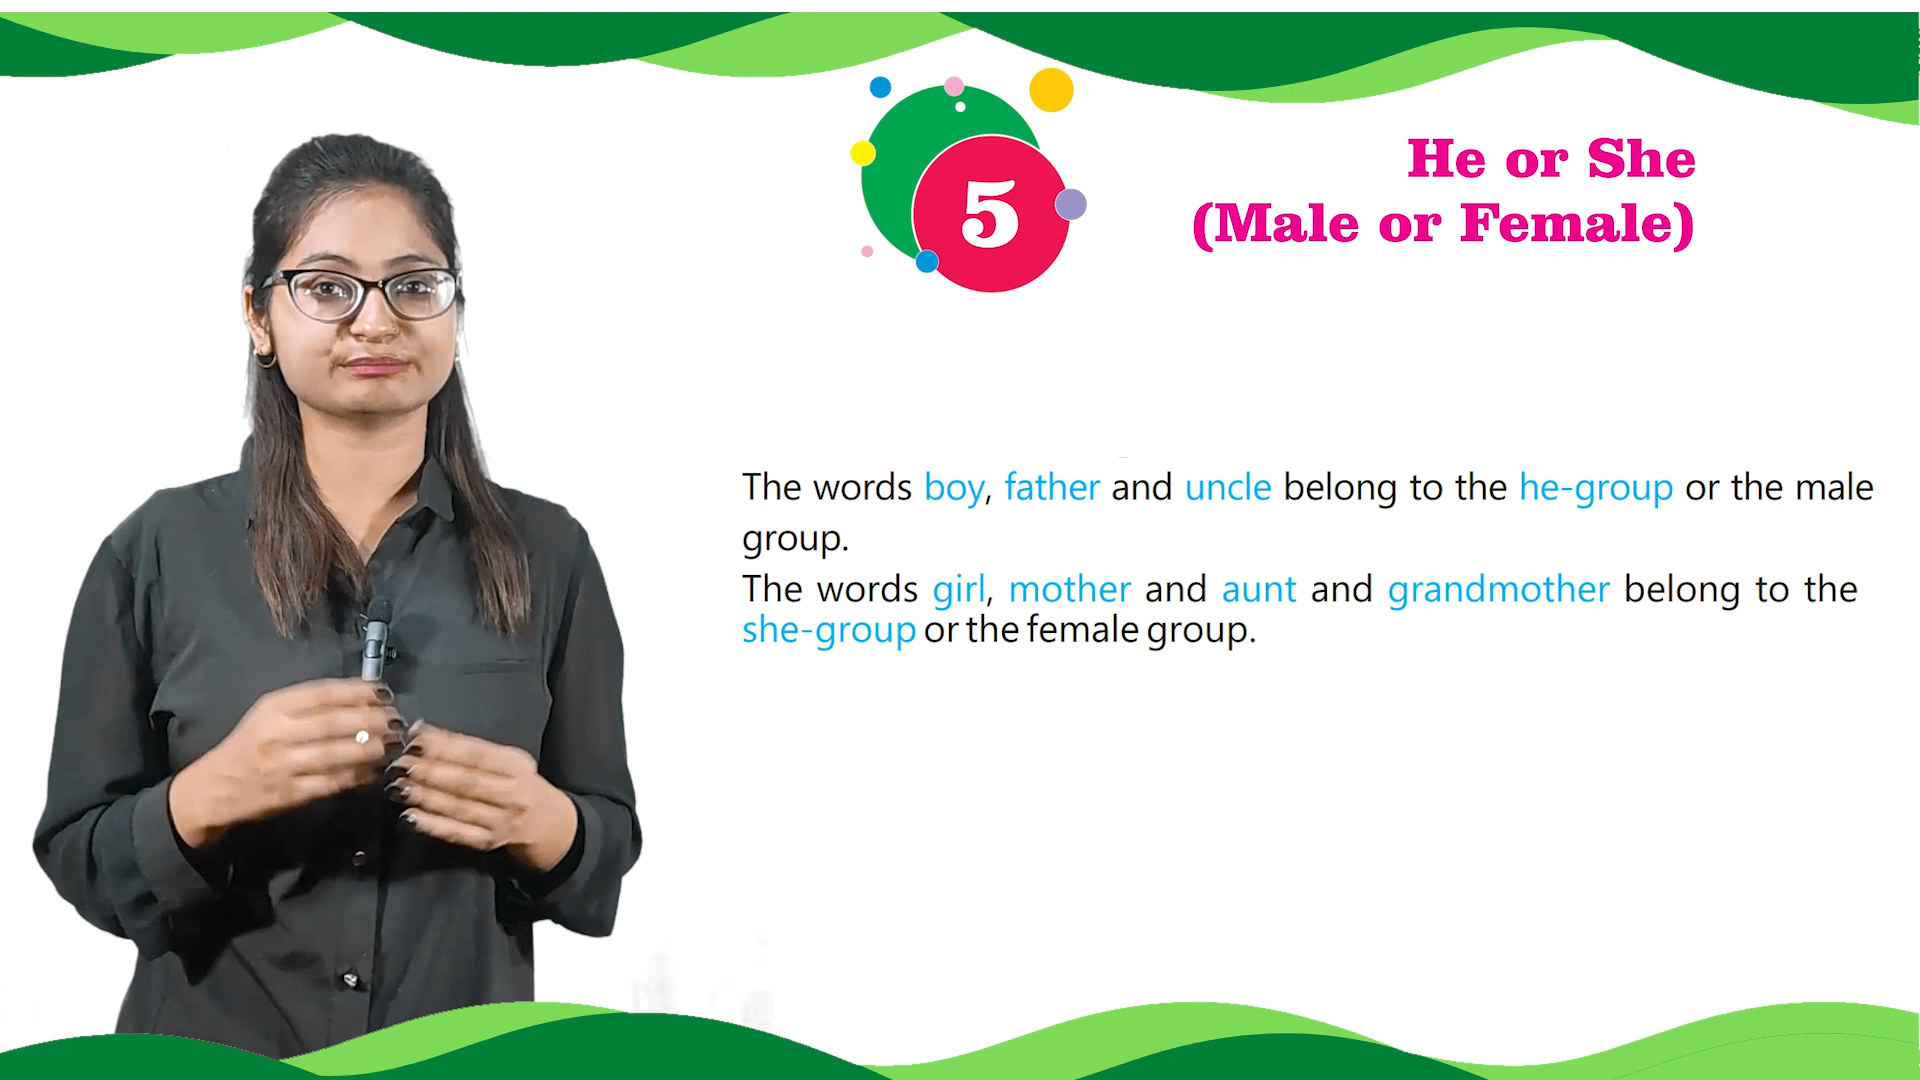 5
He or She
(Male or Female)
The words boy, father and uncle belong to the he-group or the male
group.
The words girl, mother and aunt and grandmother belong to the
she-group or the female group.